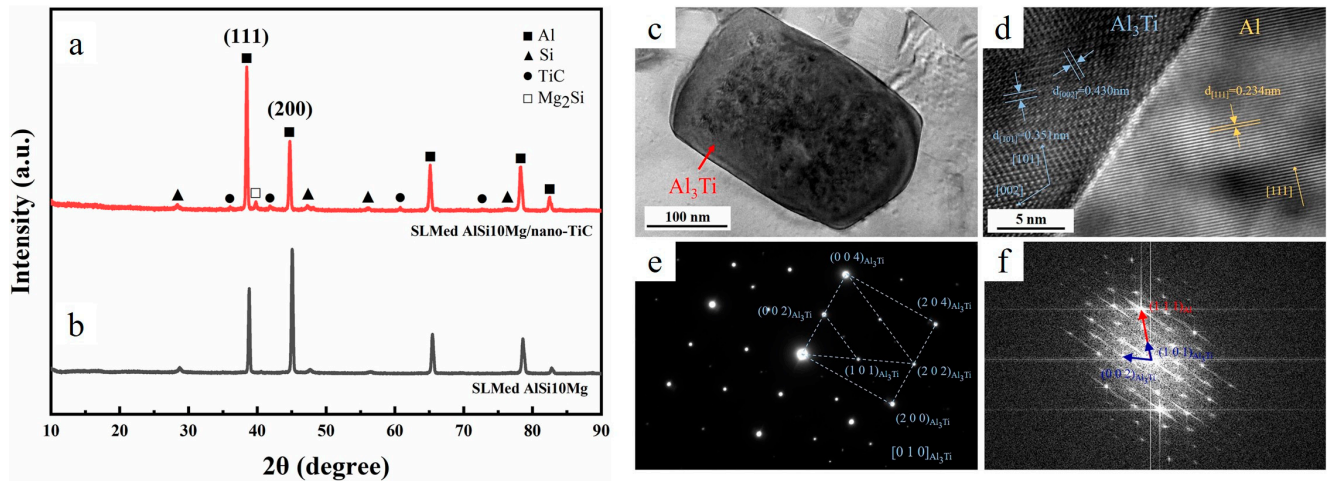 a
(111)
(200)
■ Al
▲ Si
● TiC
□ Mg2Si
SLMed AlSi10Mg/nano-TiC
b
SLMed AlSi10Mg
Intensity (a.u.)
10 20 30 40 50 60 70 80 90
2θ (degree)
c
Al3Ti
100 nm
d
Al3Ti
Al
d[002]=0.430nm
d[111]=0.234nm
d[101]=0.351nm
[101]
[002]
[111]
5 nm
e
(0 0 4)Al3Ti
(0 0 2)Al3Ti
(2 0 4)Al3Ti
(1 0 1)Al3Ti
(2 0 2)Al3Ti
(2 0 0)Al3Ti
[0 1 0]Al3Ti
f
(1 0 1)Al3Ti
(0 0 2)Al3Ti